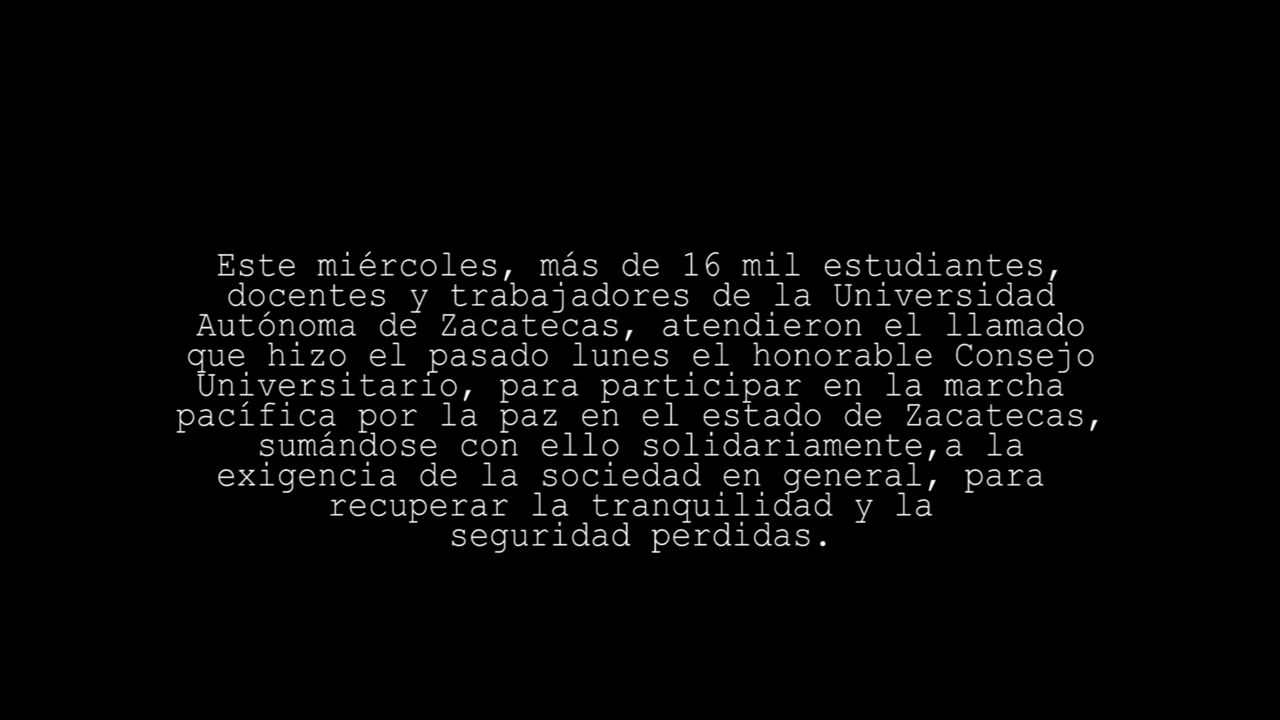 Este miércoles, más de 16 mil estudiantes,
docentes y trabajadores de la Universidad
Autónoma de Zacatecas, atendieron el llamado
que hizo el pasado lunes el honorable Consejo
Universitario, para participar en la marcha
pacífica por la paz en el estado de Zacatecas,
sumándose con ello solidariamente,a la
exigencia de la sociedad en general, para
recuperar la tranquilidad y la
seguridad perdidas.